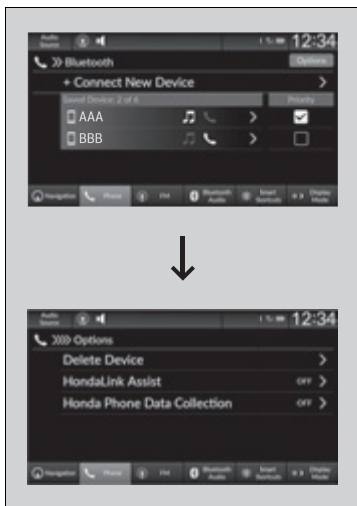 Audio Source
12:34
Bluetooth
Options
+ Connect New Device
Saved Device: 2 of 6
Priority
AAA
BBB
Navigation
Phone
FM
Bluetooth Audio
Smart Shortcuts
Display Mode
Audio Source
12:34
Options
Delete Device
HondaLink Assist
OFF
Honda Phone Data Collection
OFF
Navigation
Phone
FM
Bluetooth Audio
Smart Shortcuts
Display Mode